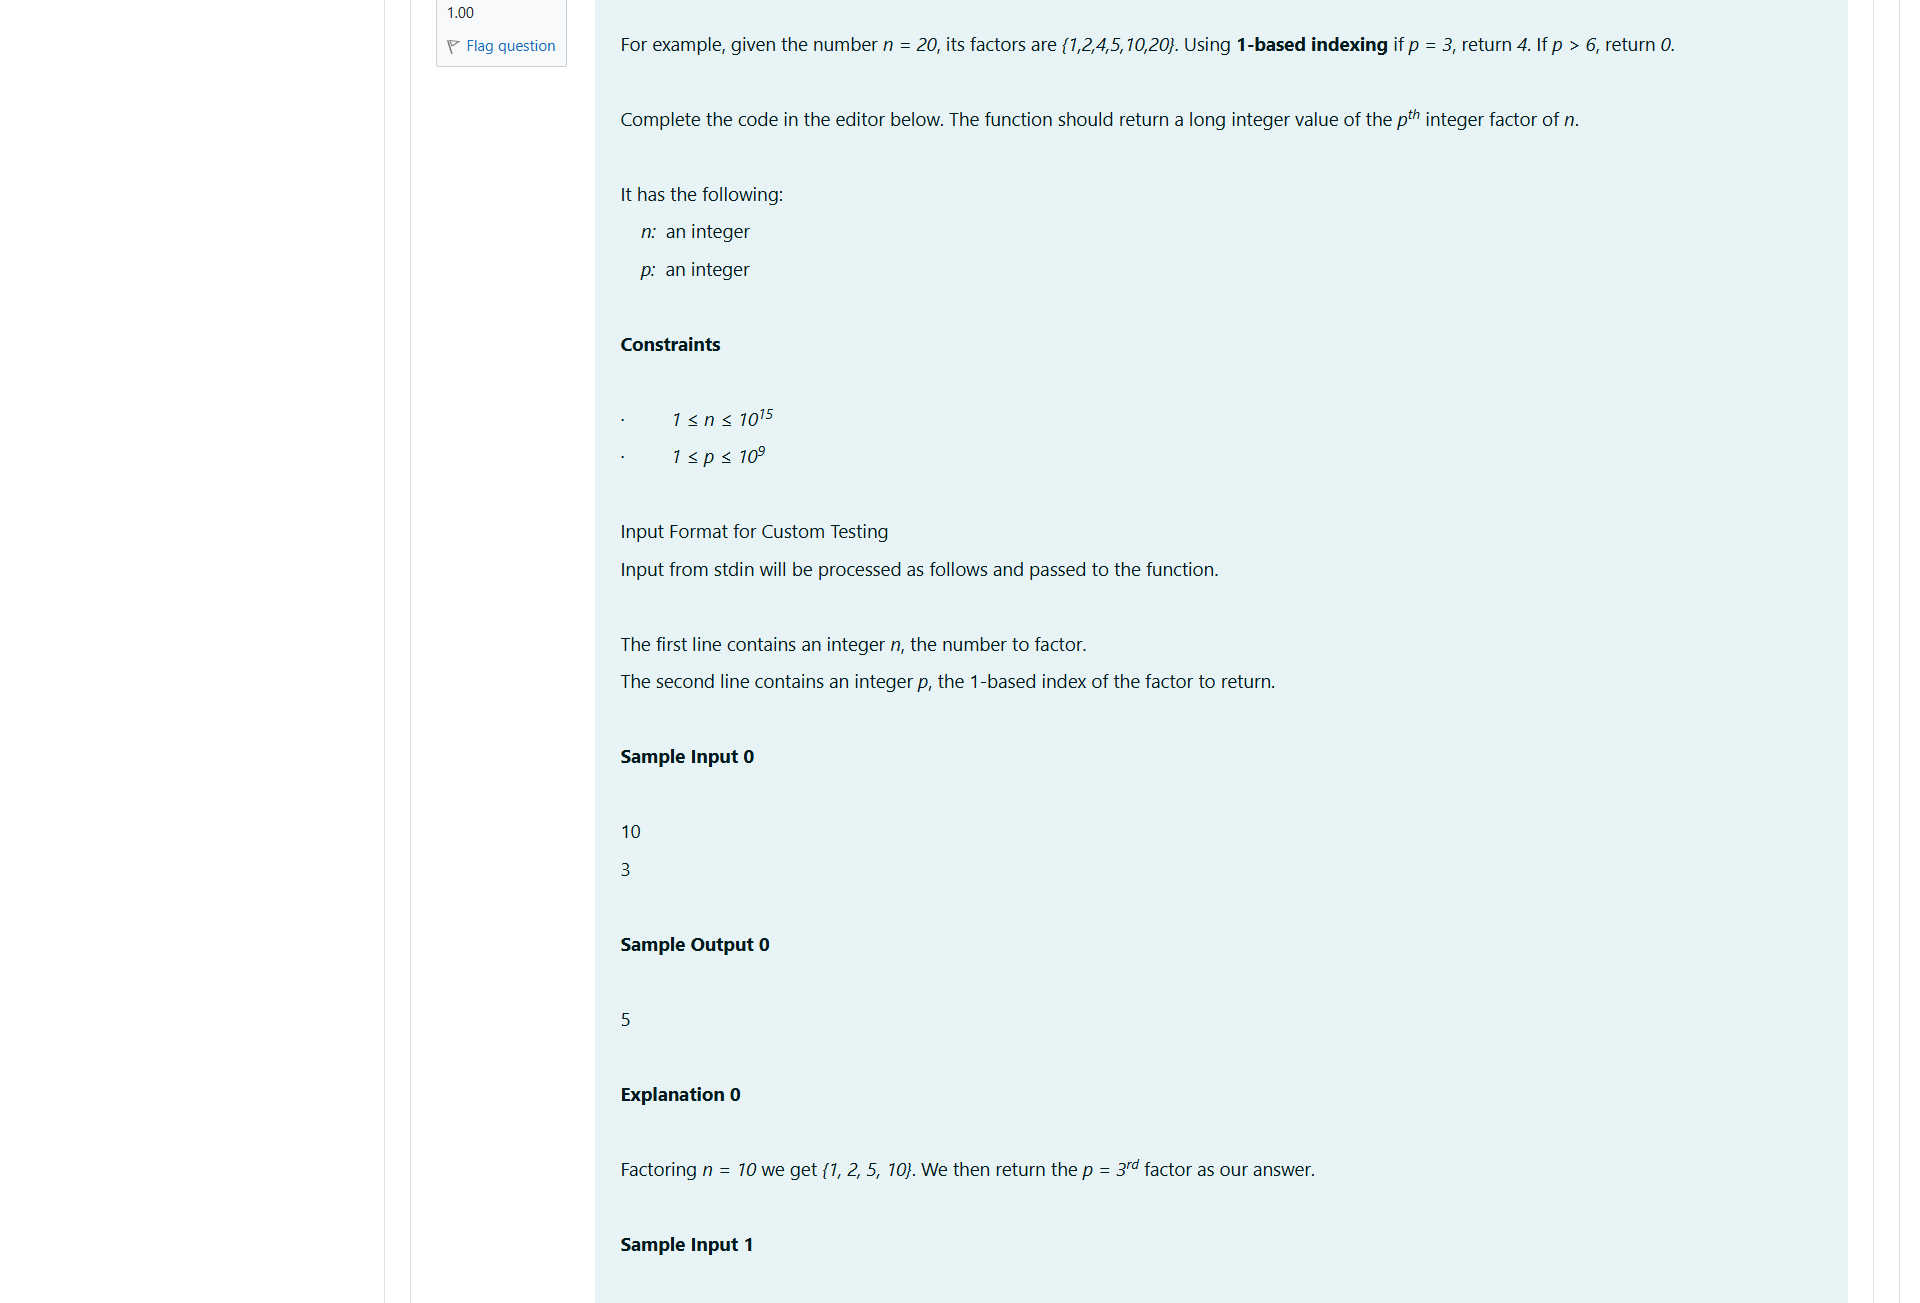 1.00
Flag question
For example, given the number n = 20, its factors are {1,2,4,5,10,20}. Using 1-based indexing if p = 3, return 4. If p > 6, return 0.
Complete the code in the editor below. The function should return a long integer value of the pth integer factor of n.
It has the following:
n: an integer
p: an integer
Constraints
· 1 ≤ n ≤ 10^15
· 1 ≤ p ≤ 10^9
Input Format for Custom Testing
Input from stdin will be processed as follows and passed to the function.
The first line contains an integer n, the number to factor.
The second line contains an integer p, the 1-based index of the factor to return.
Sample Input 0
10
3
Sample Output 0
5
Explanation 0
Factoring n = 10 we get {1, 2, 5, 10}. We then return the p = 3rd factor as our answer.
Sample Input 1